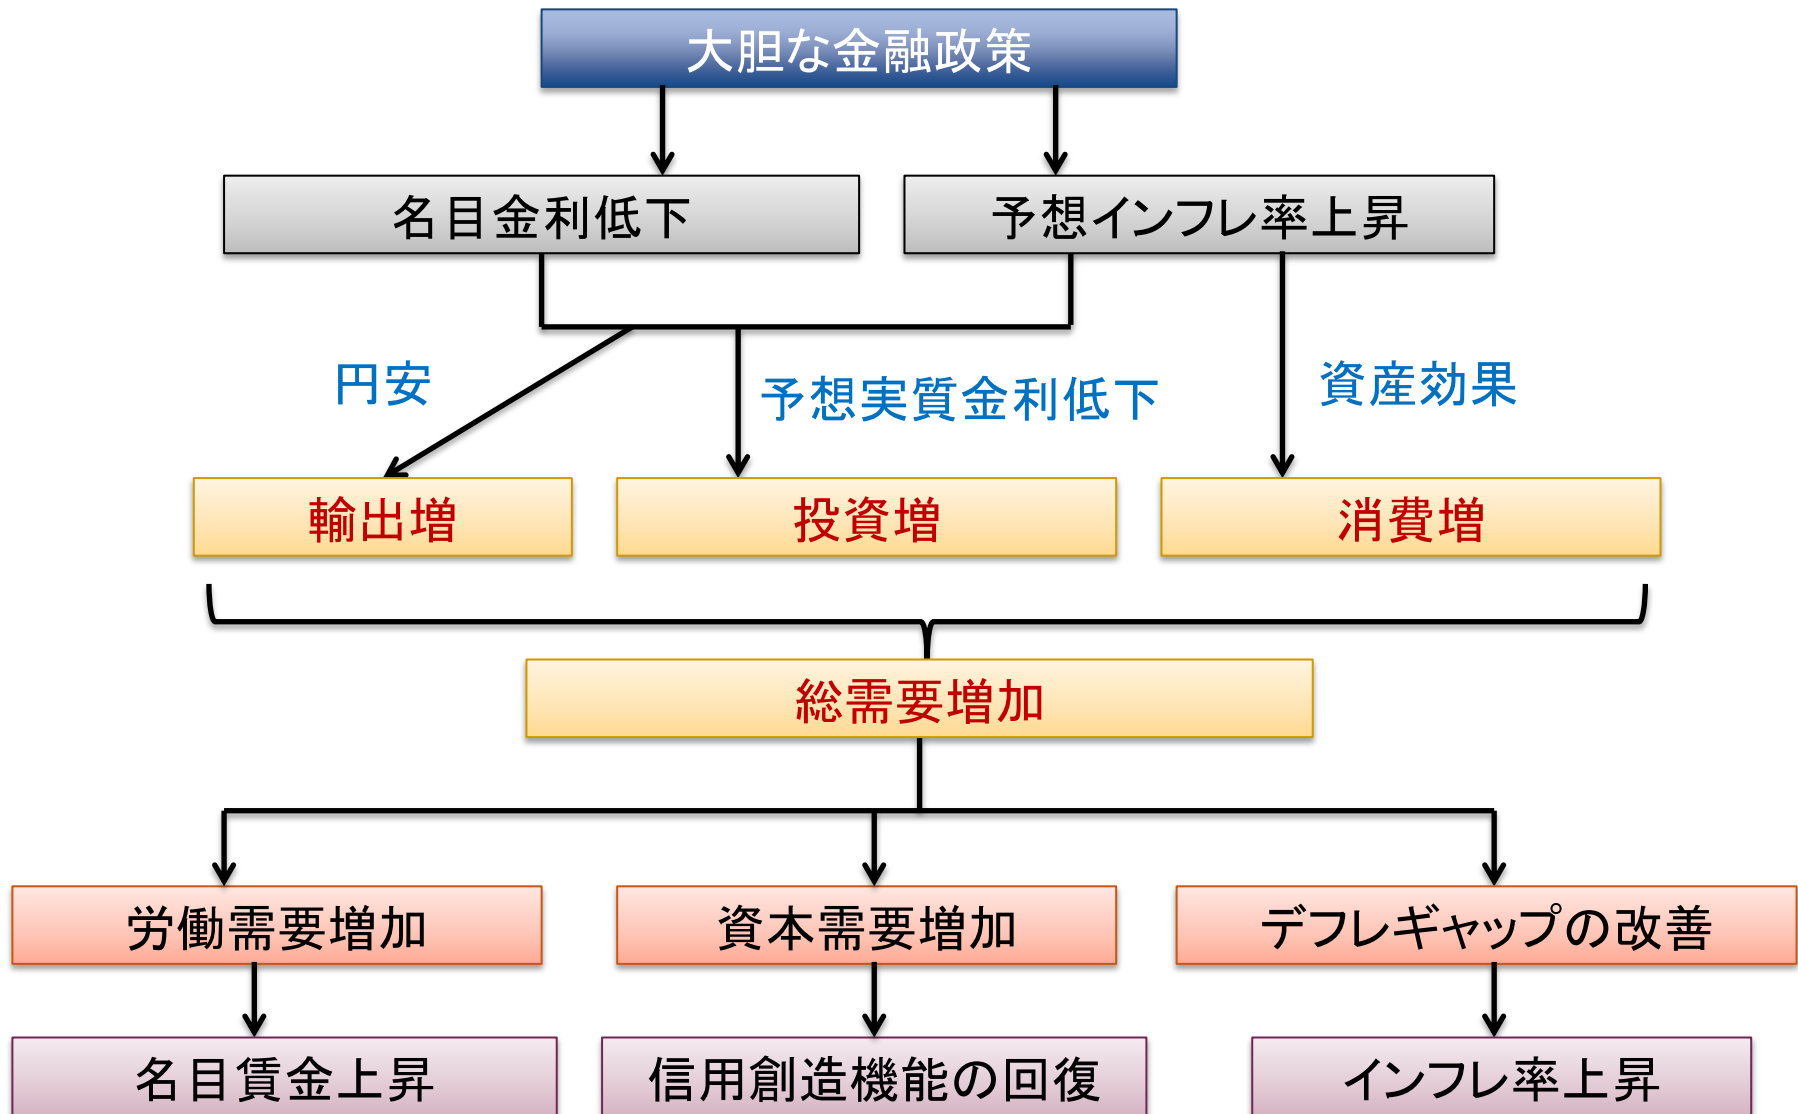 大胆な金融政策
名目金利低下
予想インフレ率上昇
円安
予想実質金利低下
資産効果
輸出増
投資増
消費増
総需要増加
労働需要増加
資本需要増加
デフレギャップの改善
名目賃金上昇
信用創造機能の回復
インフレ率上昇